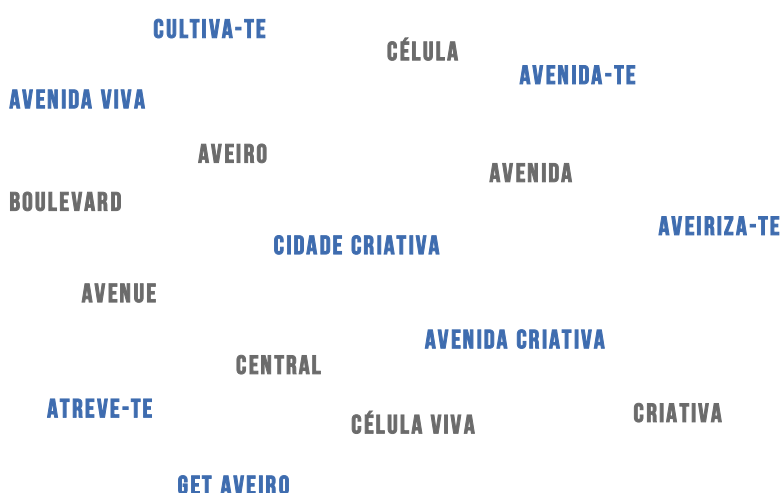 CULTIVA-TE
CÉLULA
AVENIDA-TE
AVENIDA VIVA
AVEIRO
AVENIDA
BOULEVARD
AVEIRIZA-TE
CIDADE CRIATIVA
AVENUE
AVENIDA CRIATIVA
CENTRAL
ATREVE-TE
CRIATIVA
CÉLULA VIVA
GET AVEIRO